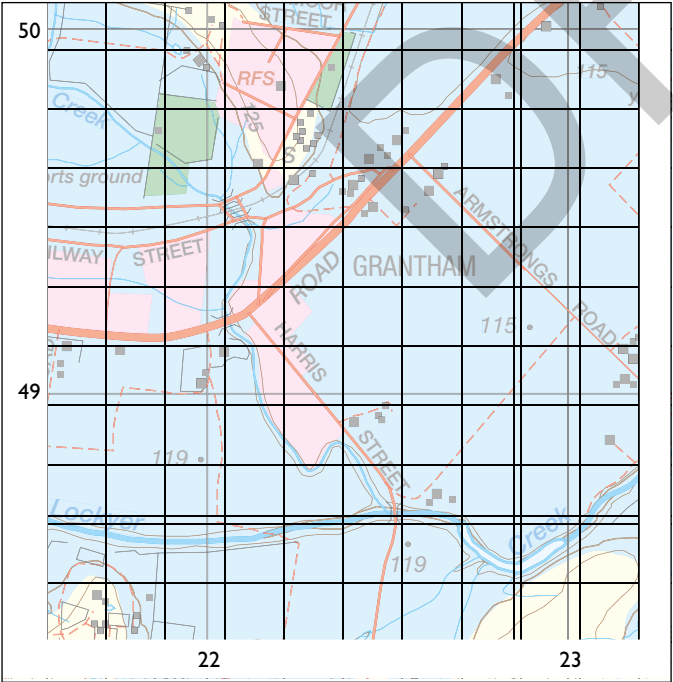 50
STREET
RFS
125
115
Creek
S
orts ground
ARMSTRONGS
ROAD
ILWAY STREET
ROAD
GRANTHAM
115
HARRIS
STREET
49
119
Lockyer
Creek
119
22
23